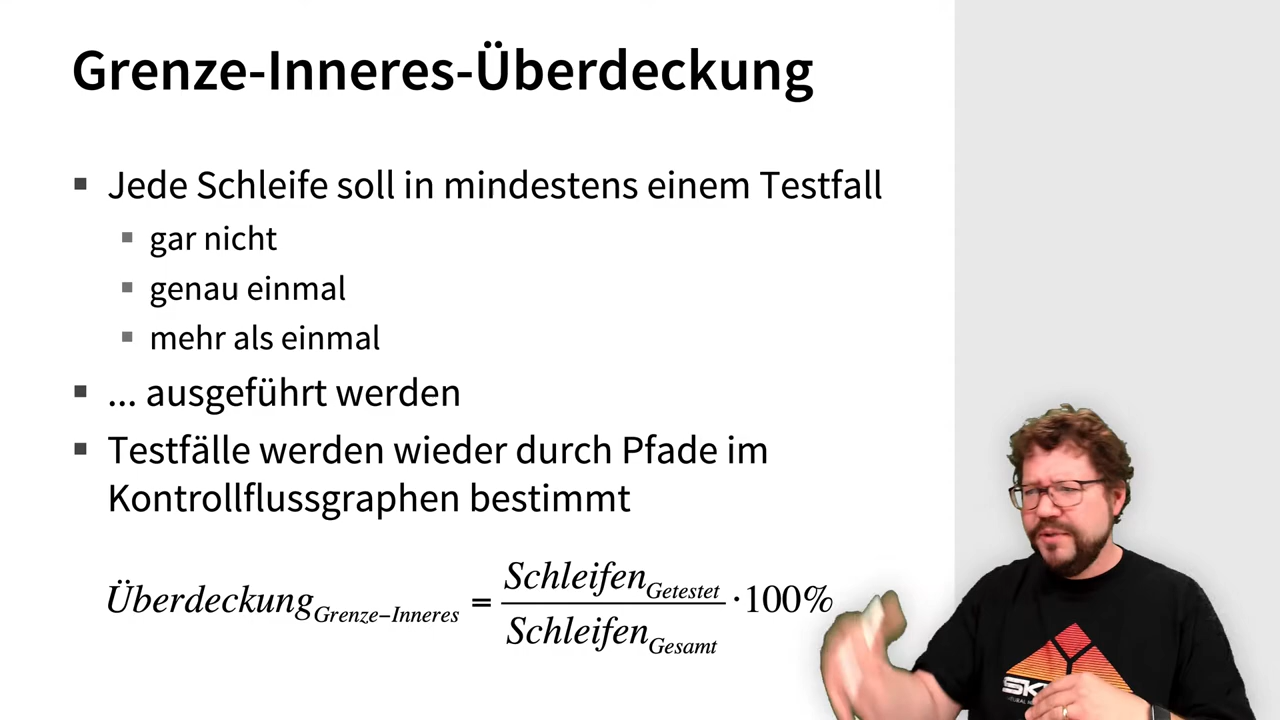 Grenze-Inneres-Überdeckung
▪ Jede Schleife soll in mindestens einem Testfall
▪ gar nicht
▪ genau einmal
▪ mehr als einmal
▪ ... ausgeführt werden
▪ Testfälle werden wieder durch Pfade im
Kontrollflussgraphen bestimmt
Überdeckung_Grenze−Inneres = Schleifen_Getestet / Schleifen_Gesamt · 100%